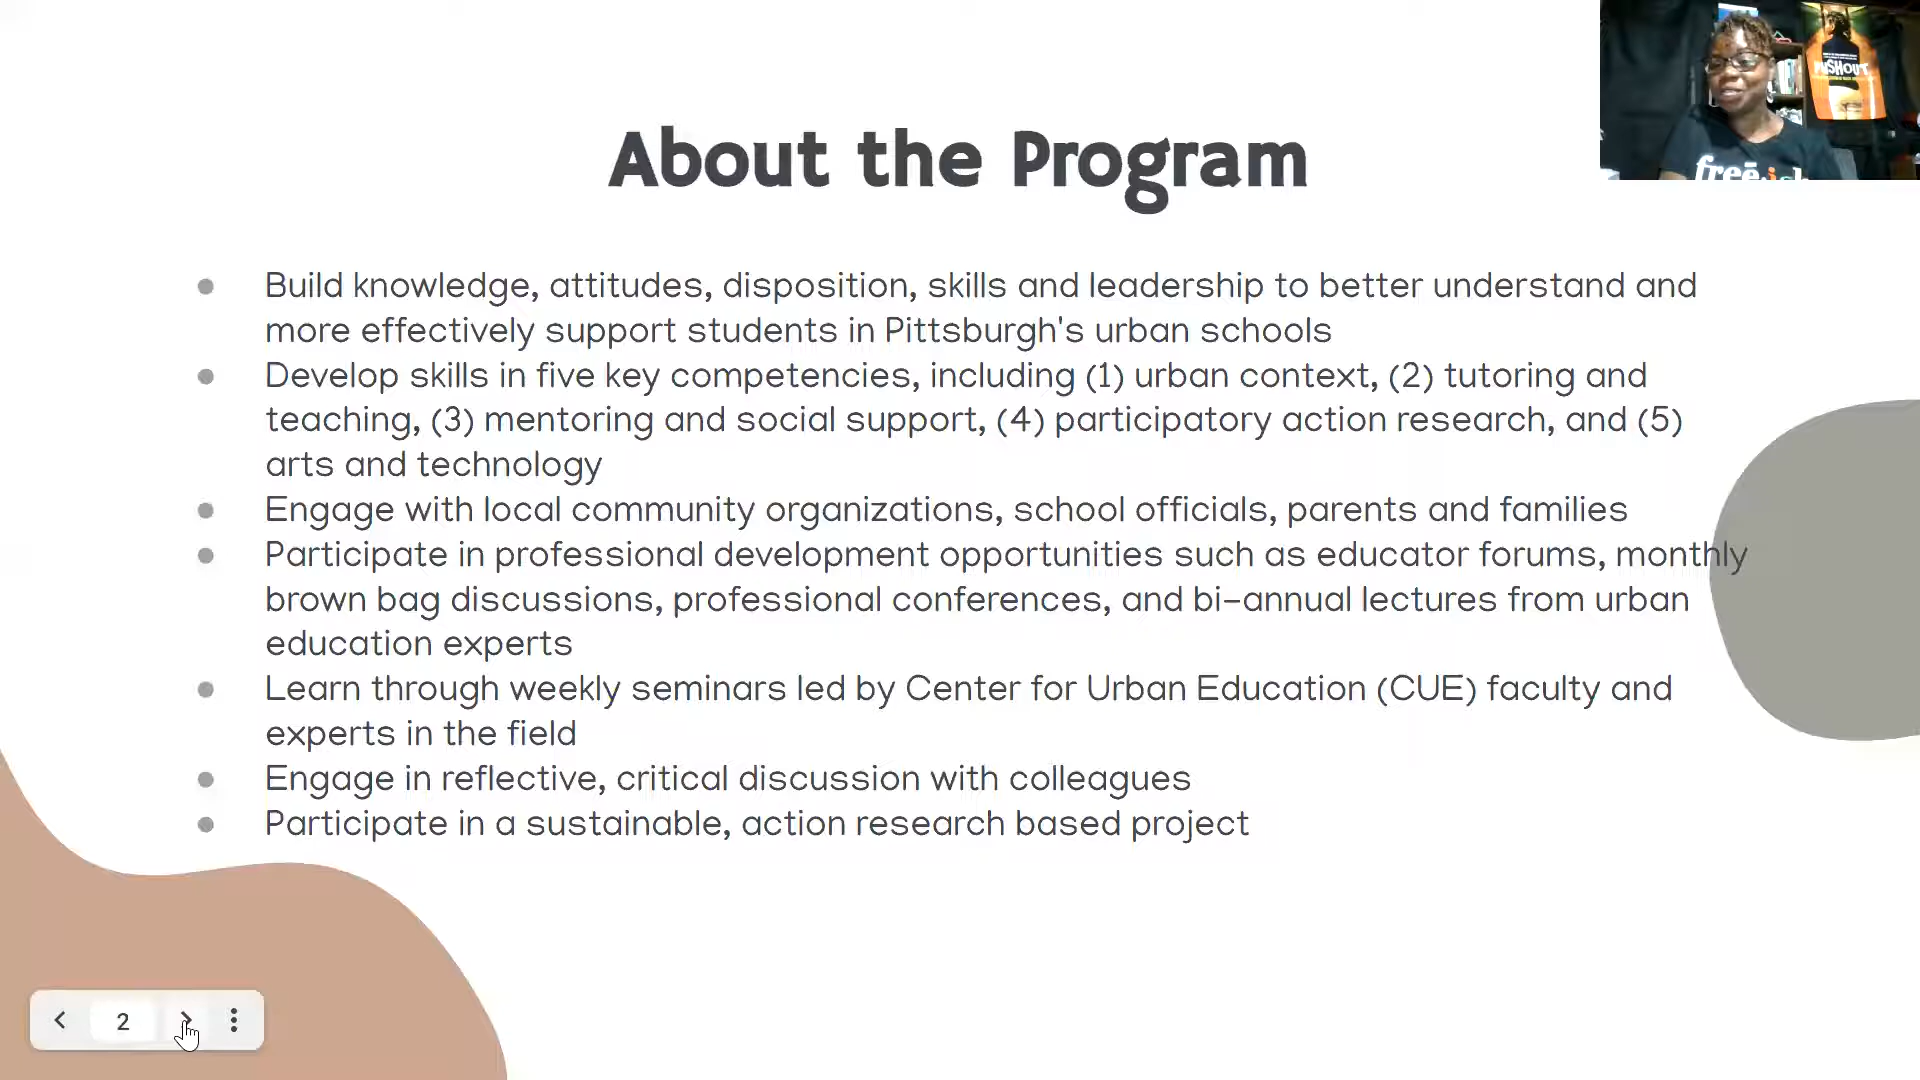 About the Program
Build knowledge, attitudes, disposition, skills and leadership to better understand and
more effectively support students in Pittsburgh's urban schools
Develop skills in five key competencies, including (1) urban context, (2) tutoring and
teaching, (3) mentoring and social support, (4) participatory action research, and (5)
arts and technology
Engage with local community organizations, school officials, parents and families
Participate in professional development opportunities such as educator forums, monthly
brown bag discussions, professional conferences, and bi-annual lectures from urban
education experts
Learn through weekly seminars led by Center for Urban Education (CUE) faculty and
experts in the field
Engage in reflective, critical discussion with colleagues
Participate in a sustainable, action research based project
2